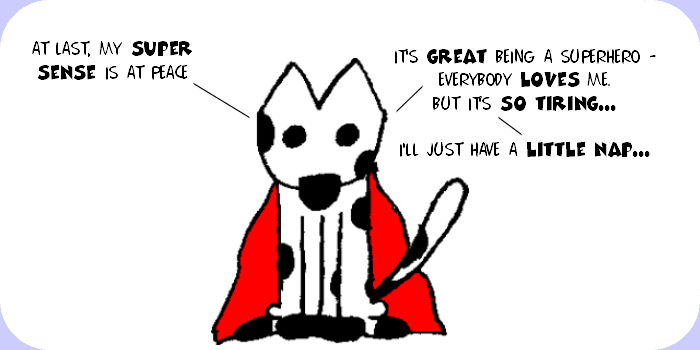 AT LAST, MY SUPER
SENSE IS AT PEACE
IT'S GREAT BEING A SUPERHERO -
EVERYBODY LOVES ME.
BUT IT'S SO TIRING...
I'LL JUST HAVE A LITTLE NAP...